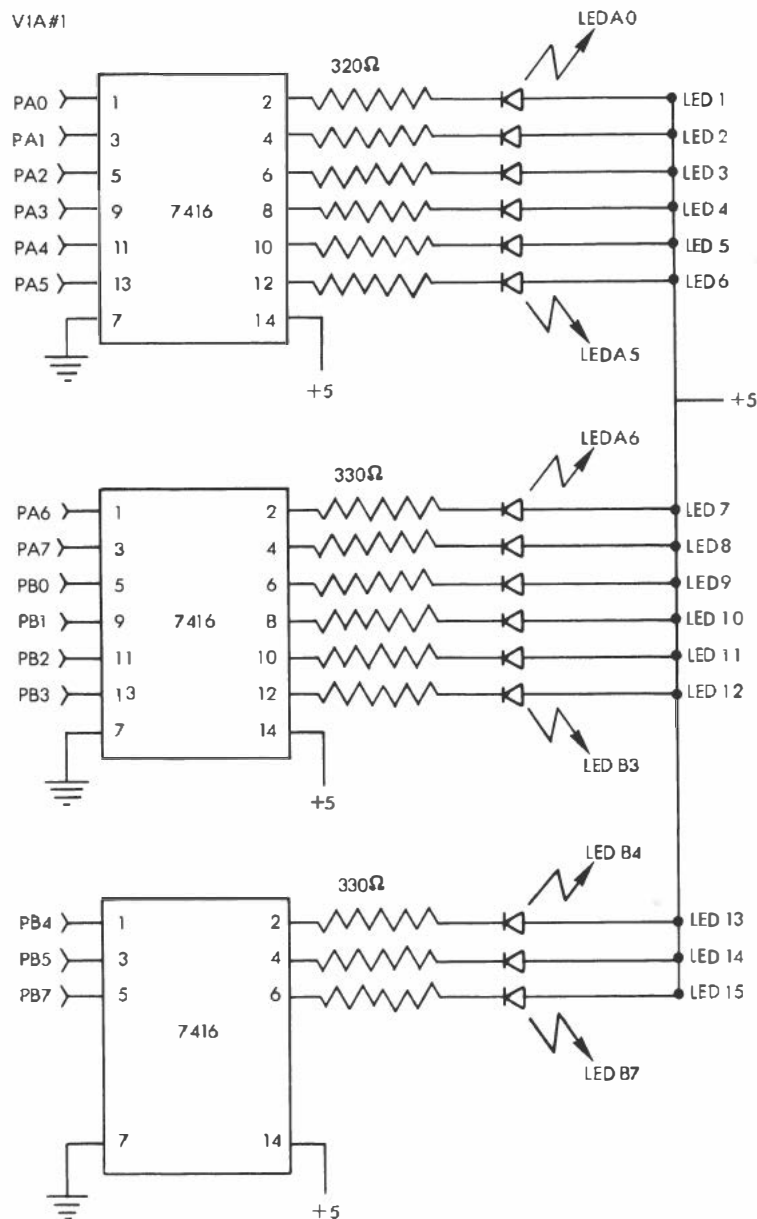 VIA#1
LEDA0
320Ω
PA0 1 2 LED 1
PA1 3 4 LED 2
PA2 5 6 LED 3
PA3 9 7416 8 LED 4
PA4 11 10 LED 5
PA5 13 12 LED6
7 14
LEDA5
+5
+5
LEDA6
330Ω
PA6 1 2 LED 7
PA7 3 4 LED8
PB0 5 6 LED9
PB1 9 7416 8 LED 10
PB2 11 10 LED 11
PB3 13 12 LED 12
7 14
LED B3
+5
LED B4
330Ω
PB4 1 2 LED 13
PB5 3 4 LED 14
PB7 5 6 LED 15
7416
LED B7
7 14
+5